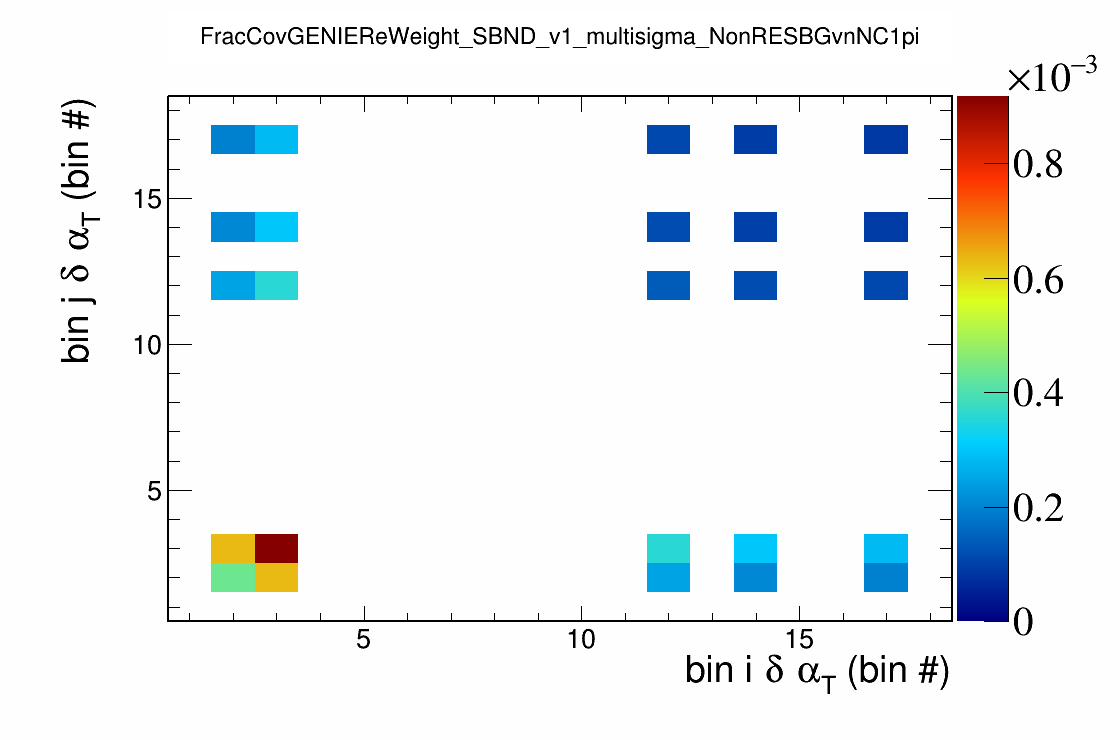 FracCovGENIEReWeight_SBND_v1_multisigma_NonRESBGvnNC1pi
×10⁻³
bin j δ α_T (bin #)
15
10
5
5 10 15
bin i δ α_T (bin #)
0.8
0.6
0.4
0.2
0